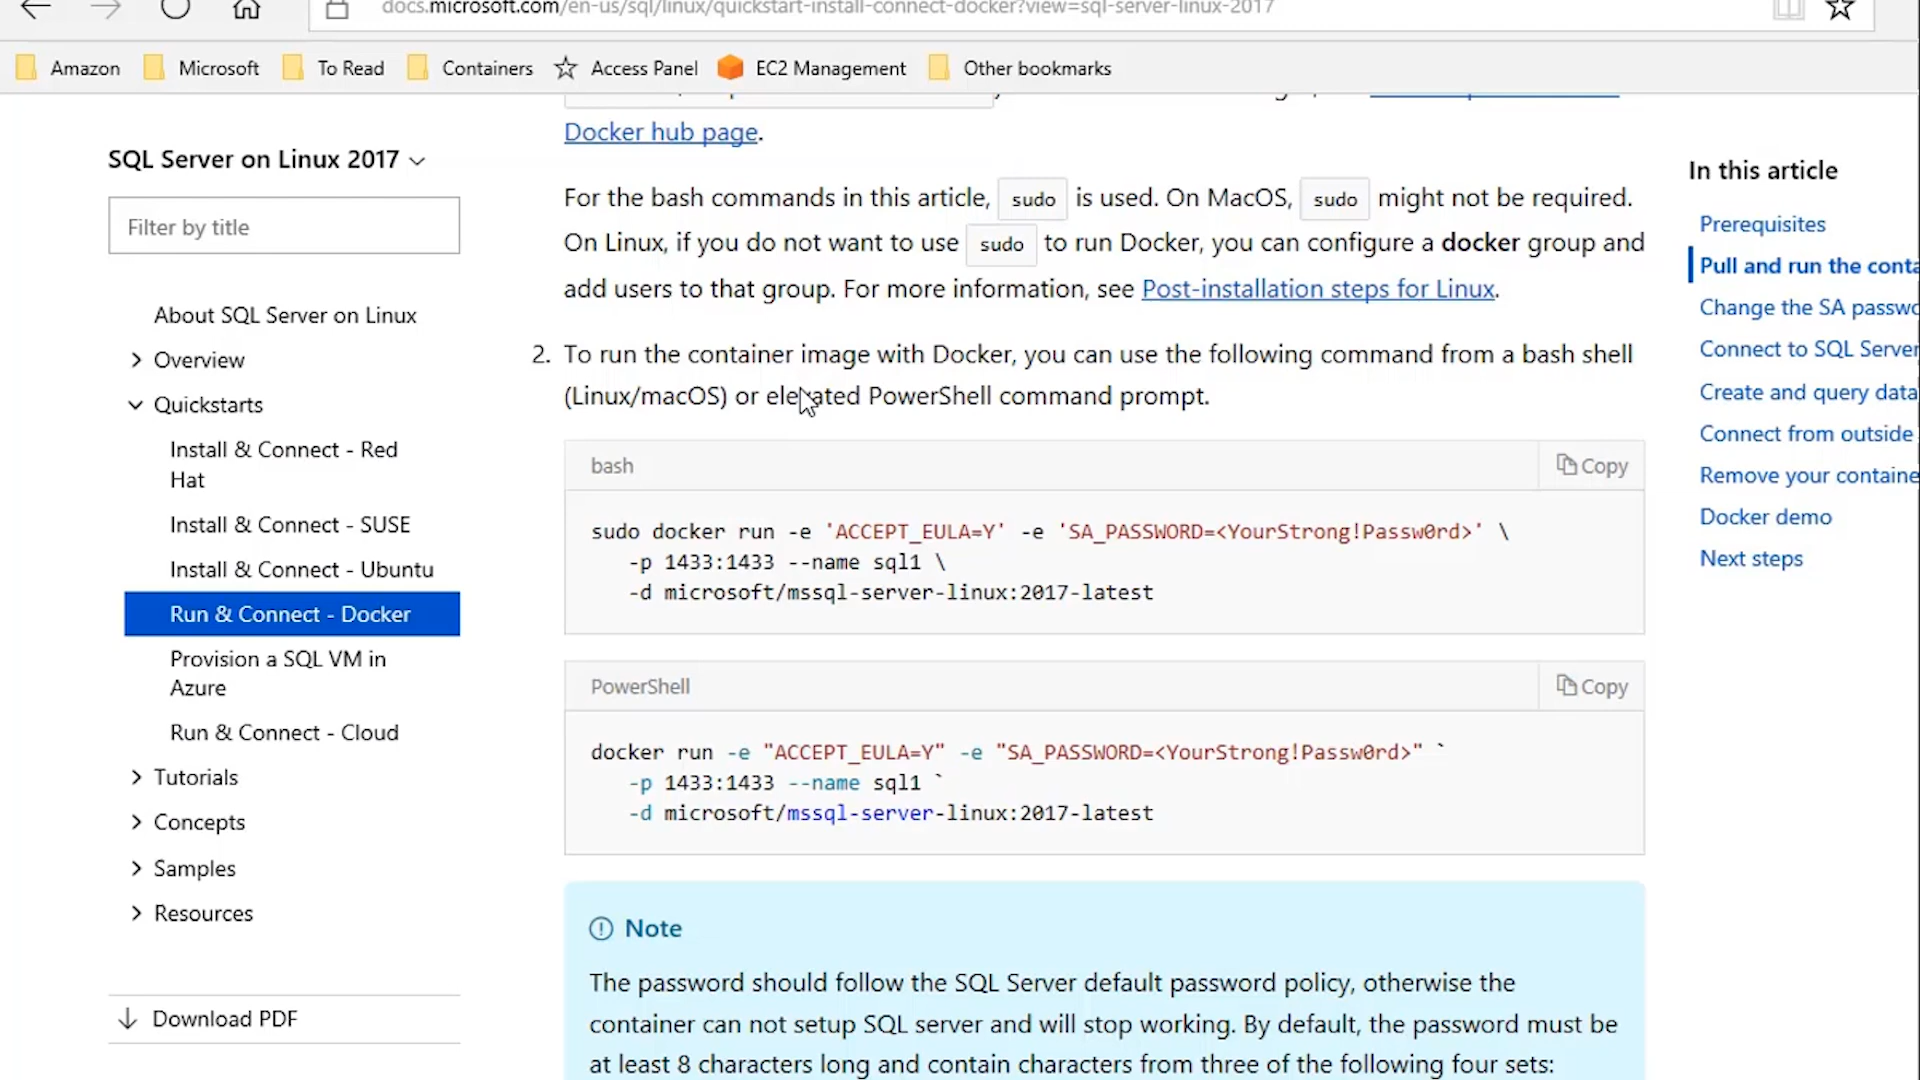 docs.microsoft.com/en-us/sql/linux/quickstart-install-connect-docker?view=sql-server-linux-2017
Amazon Microsoft To Read Containers Access Panel EC2 Management Other bookmarks
SQL Server on Linux 2017
Filter by title
About SQL Server on Linux
Overview
Quickstarts
Install & Connect - Red
Hat
Install & Connect - SUSE
Install & Connect - Ubuntu
Run & Connect - Docker
Provision a SQL VM in
Azure
Run & Connect - Cloud
Tutorials
Concepts
Samples
Resources
Download PDF
Docker hub page.
For the bash commands in this article, sudo is used. On MacOS, sudo might not be required.
On Linux, if you do not want to use sudo to run Docker, you can configure a docker group and
add users to that group. For more information, see Post-installation steps for Linux.
2. To run the container image with Docker, you can use the following command from a bash shell
(Linux/macOS) or elevated PowerShell command prompt.
bash Copy
sudo docker run -e 'ACCEPT_EULA=Y' -e 'SA_PASSWORD=<YourStrong!Passw0rd>' \
-p 1433:1433 --name sql1 \
-d microsoft/mssql-server-linux:2017-latest
PowerShell Copy
docker run -e "ACCEPT_EULA=Y" -e "SA_PASSWORD=<YourStrong!Passw0rd>" `
-p 1433:1433 --name sql1 `
-d microsoft/mssql-server-linux:2017-latest
Note
The password should follow the SQL Server default password policy, otherwise the
container can not setup SQL server and will stop working. By default, the password must be
at least 8 characters long and contain characters from three of the following four sets:
In this article
Prerequisites
Pull and run the conta
Change the SA passwo
Connect to SQL Server
Create and query data
Connect from outside
Remove your containe
Docker demo
Next steps